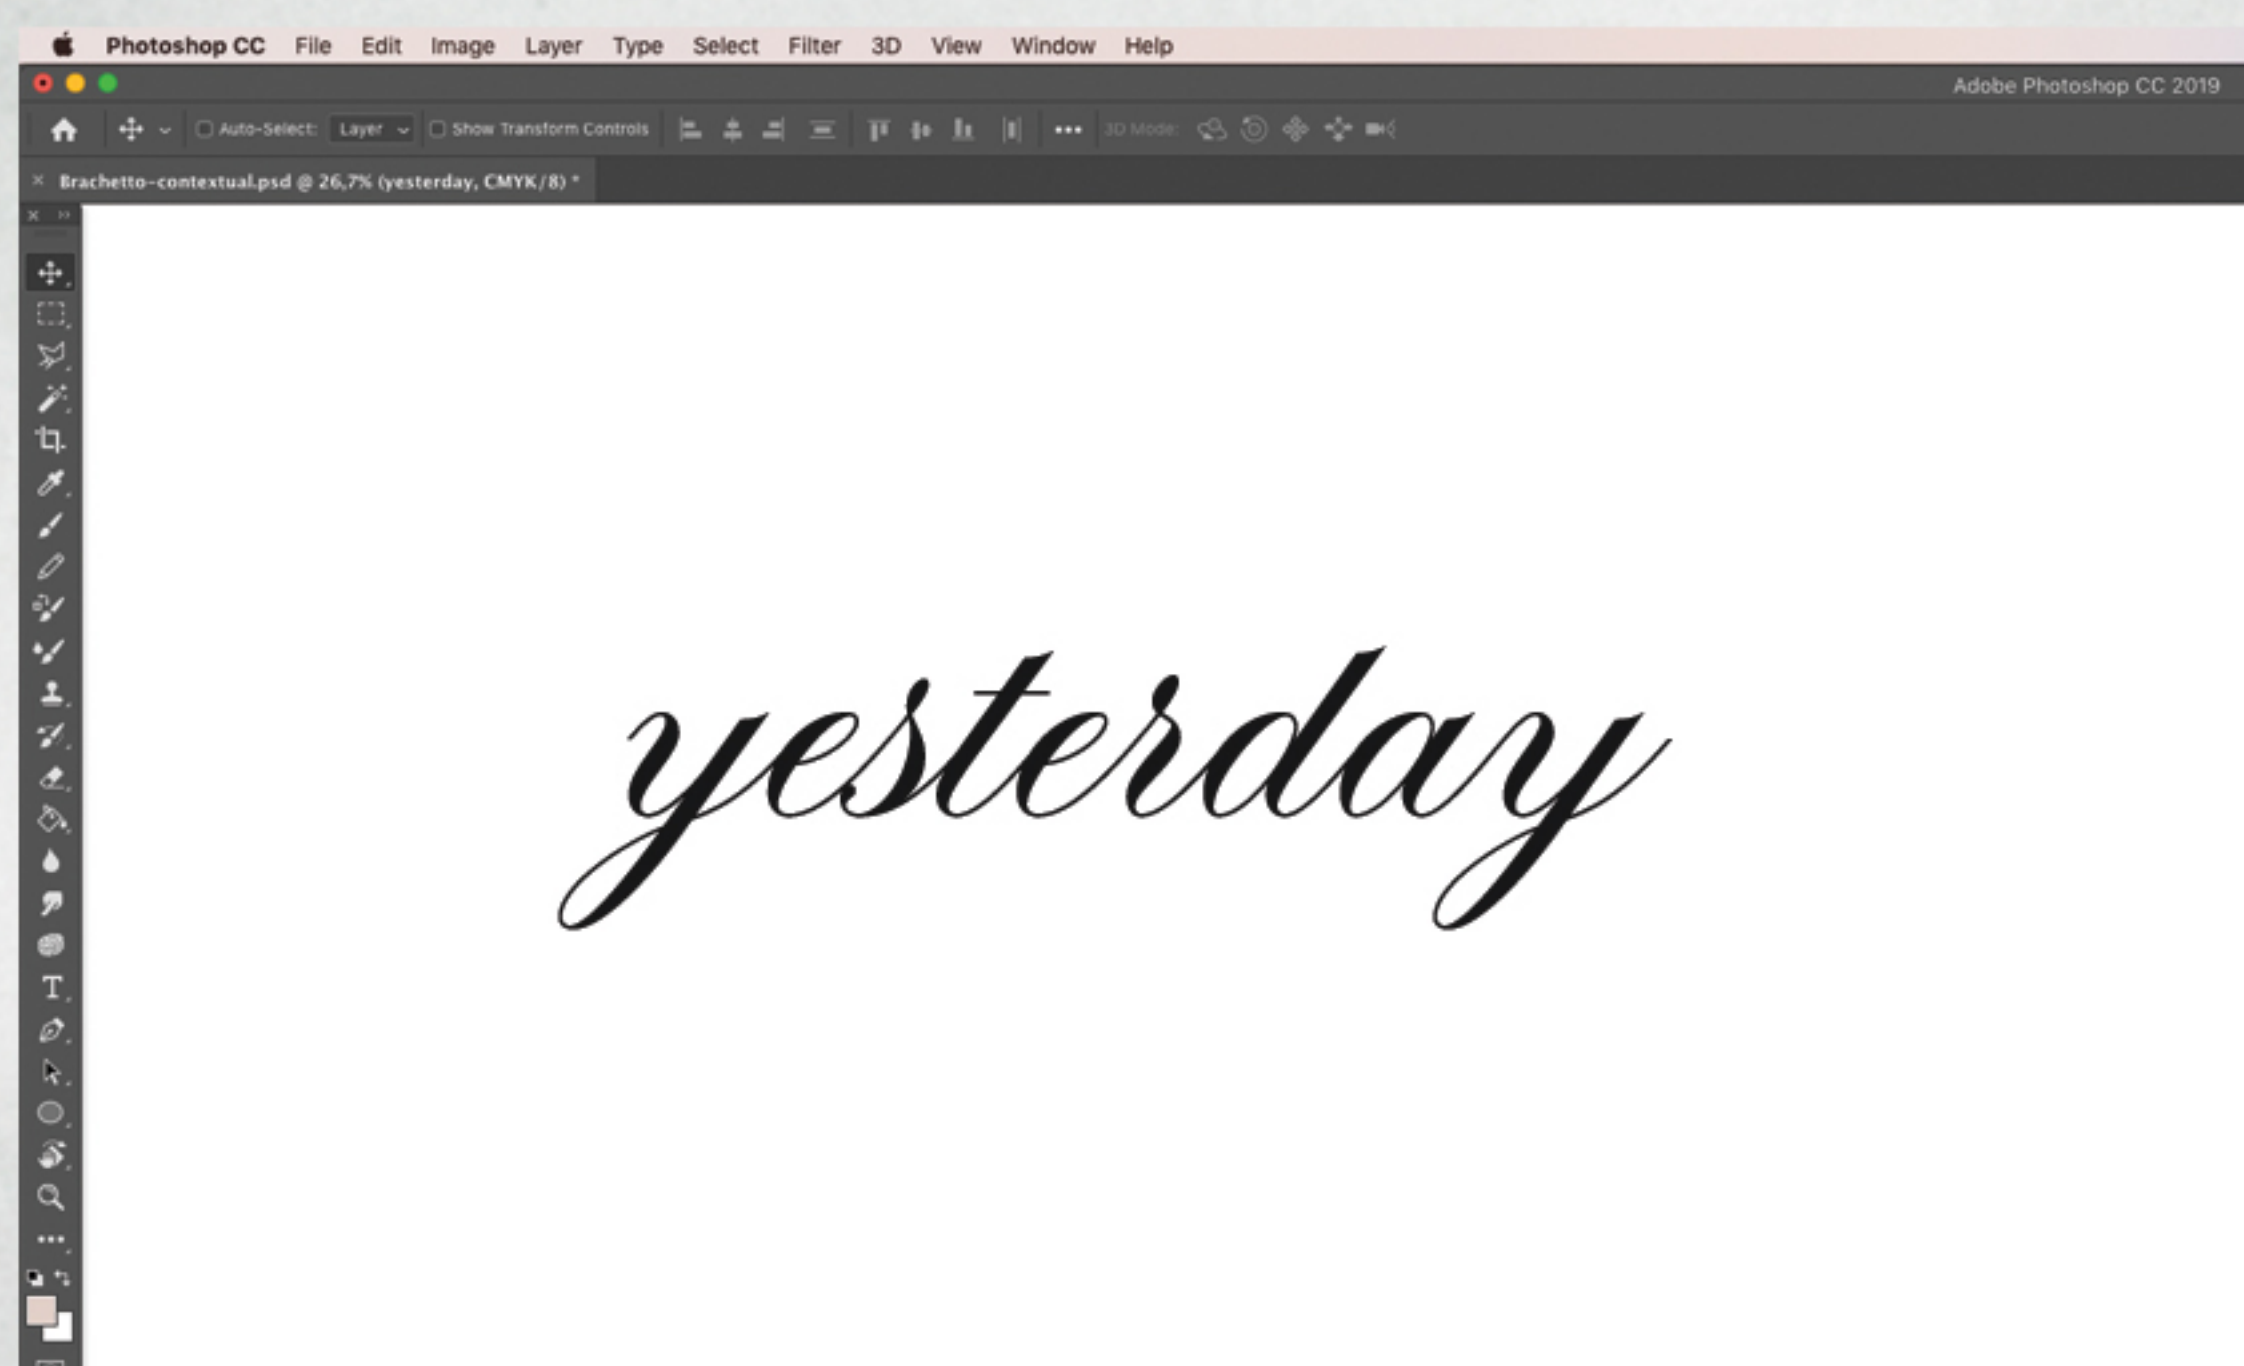 Photoshop CC File Edit Image Layer Type Select Filter 3D View Window Help
Adobe Photoshop CC 2019
Auto-Select: Layer Show Transform Controls 3D Mode:
Brachetto-contextual.psd @ 26,7% (yesterday, CMYK/8) *
yesterday